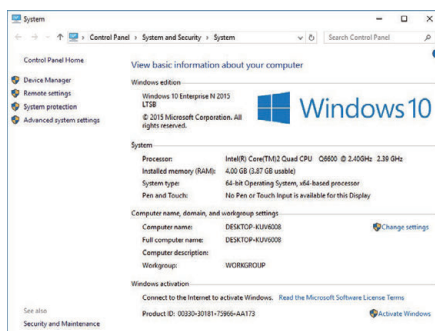 System
Control Panel
System and Security
System
Search Control Panel
Control Panel Home
Device Manager
Remote settings
System protection
Advanced system settings
View basic information about your computer
Windows edition
Windows 10 Enterprise N 2015
LTSB
© 2015 Microsoft Corporation. All
rights reserved.
Windows 10
System
Processor: Intel(R) Core(TM)2 Quad CPU Q6600 @ 2.40GHz 2.39 GHz
Installed memory (RAM): 4.00 GB (3.87 GB usable)
System type: 64-bit Operating System, x64-based processor
Pen and Touch: No Pen or Touch Input is available for this Display
Computer name, domain, and workgroup settings
Computer name: DESKTOP-KUV6008
Change settings
Full computer name: DESKTOP-KUV6008
Computer description:
Workgroup: WORKGROUP
Windows activation
Connect to the Internet to activate Windows. Read the Microsoft Software License Terms
Product ID: 00330-30181-75966-AA173
Activate Windows
See also
Security and Maintenance